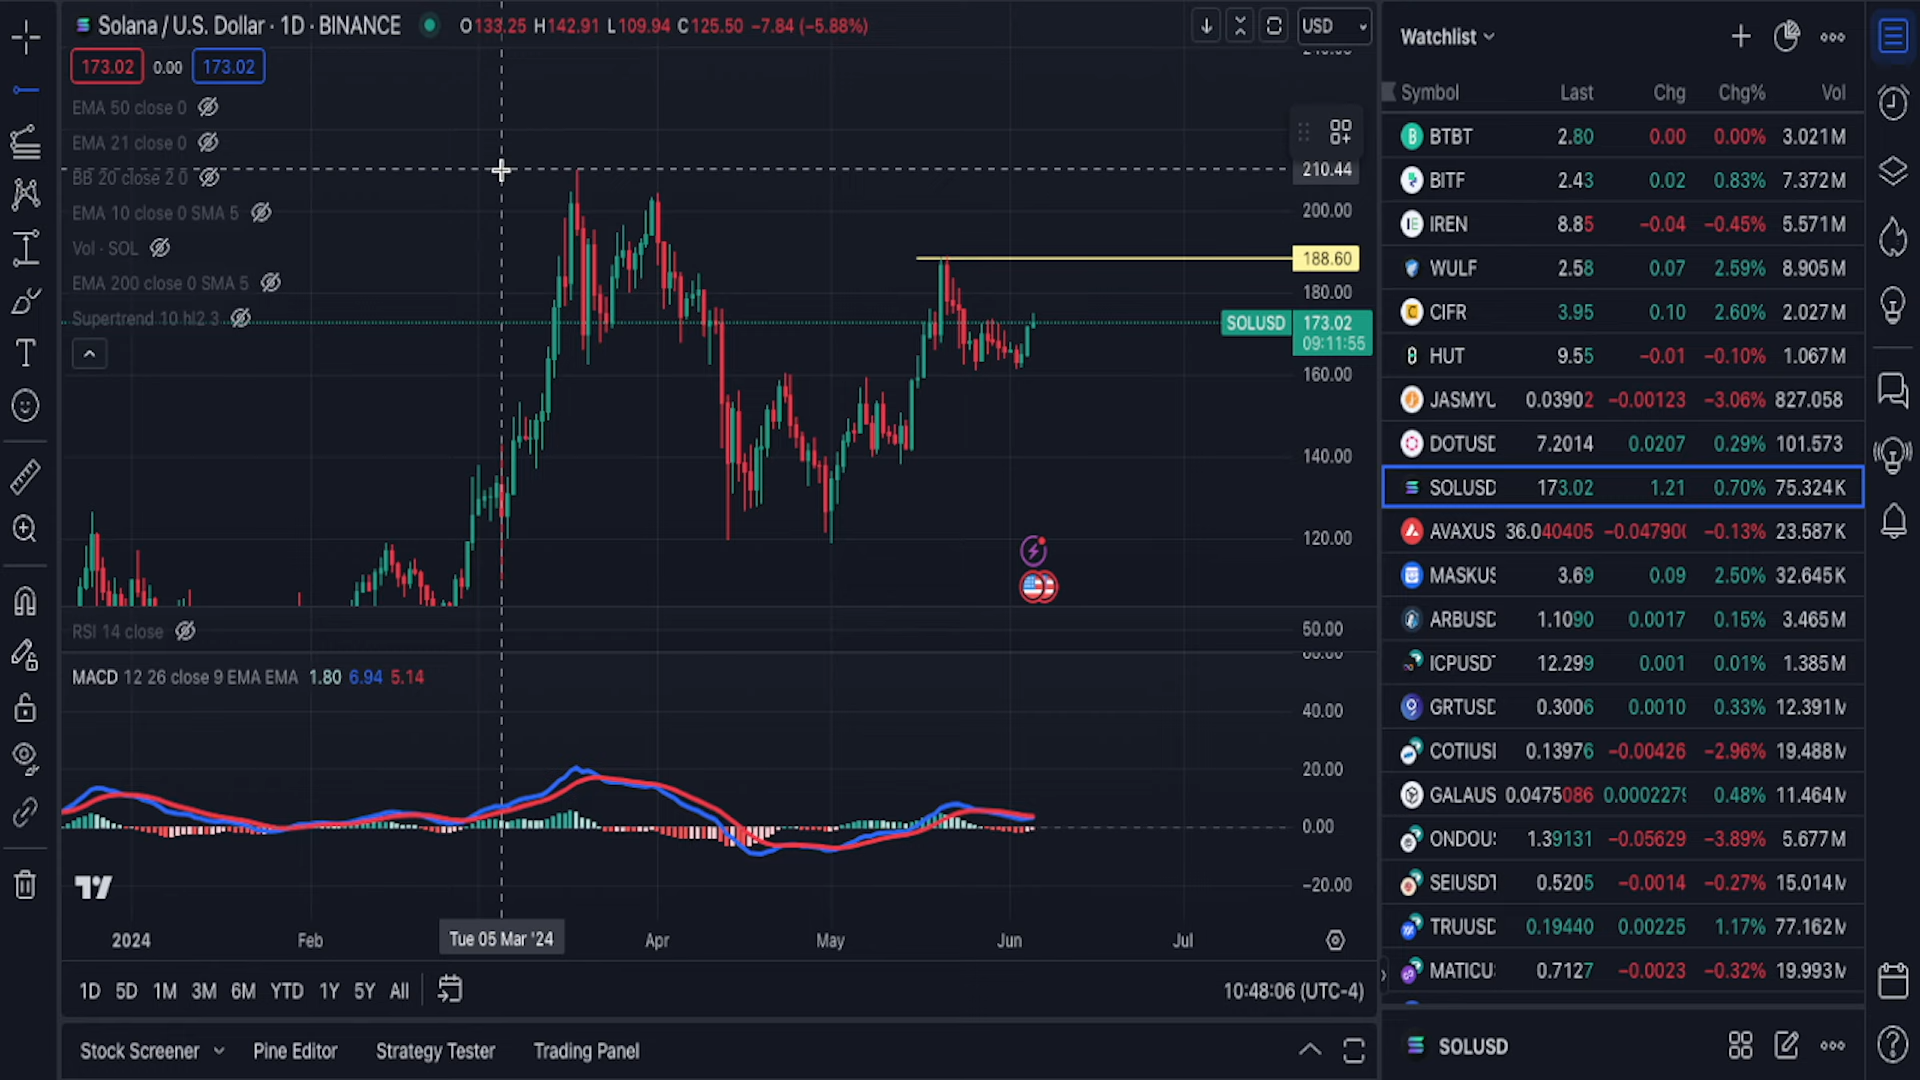 Solana / U.S. Dollar · 1D · BINANCE O133.25 H142.91 L109.94 C125.50 −7.84 (−5.88%)
USD
173.02 0.00 173.02
EMA 50 close 0
EMA 21 close 0
BB 20 close 2 0
EMA 10 close 0 SMA 5
Vol · SOL
EMA 200 close 0 SMA 5
Supertrend 10 hl2 3
210.44
200.00
188.60
180.00
SOLUSD 173.02
09:11:55
160.00
140.00
120.00
RSI 14 close
50.00
MACD 12 26 close 9 EMA EMA 1.80 6.94 5.14
40.00
20.00
0.00
−20.00
2024 Feb Tue 05 Mar '24 Apr May Jun Jul
1D 5D 1M 3M 6M YTD 1Y 5Y All
10:48:06 (UTC-4)
Stock Screener Pine Editor Strategy Tester Trading Panel
Watchlist
Symbol Last Chg Chg% Vol
BTBT 2.80 0.00 0.00% 3.021M
BITF 2.43 0.02 0.83% 7.372M
IREN 8.85 −0.04 −0.45% 5.571M
WULF 2.58 0.07 2.59% 8.905M
CIFR 3.95 0.10 2.60% 2.027M
HUT 9.55 −0.01 −0.10% 1.067M
JASMYU 0.03902 −0.00123 −3.06% 827.058
DOTUSD 7.2014 0.0207 0.29% 101.573
SOLUSD 173.02 1.21 0.70% 75.324K
AVAXUS 36.040405 −0.04790( −0.13% 23.587K
MASKUS 3.69 0.09 2.50% 32.645K
ARBUSD 1.1090 0.0017 0.15% 3.465M
ICPUSDT 12.299 0.001 0.01% 1.385M
GRTUSD 0.3006 0.0010 0.33% 12.391M
COTIUSI 0.13976 −0.00426 −2.96% 19.488M
GALAUS 0.0475086 0.0002279 0.48% 11.464M
ONDOU: 1.39131 −0.05629 −3.89% 5.677M
SEIUSDT 0.5205 −0.0014 −0.27% 15.014M
TRUUSD 0.19440 0.00225 1.17% 77.162M
MATICU: 0.7127 −0.0023 −0.32% 19.993M
SOLUSD